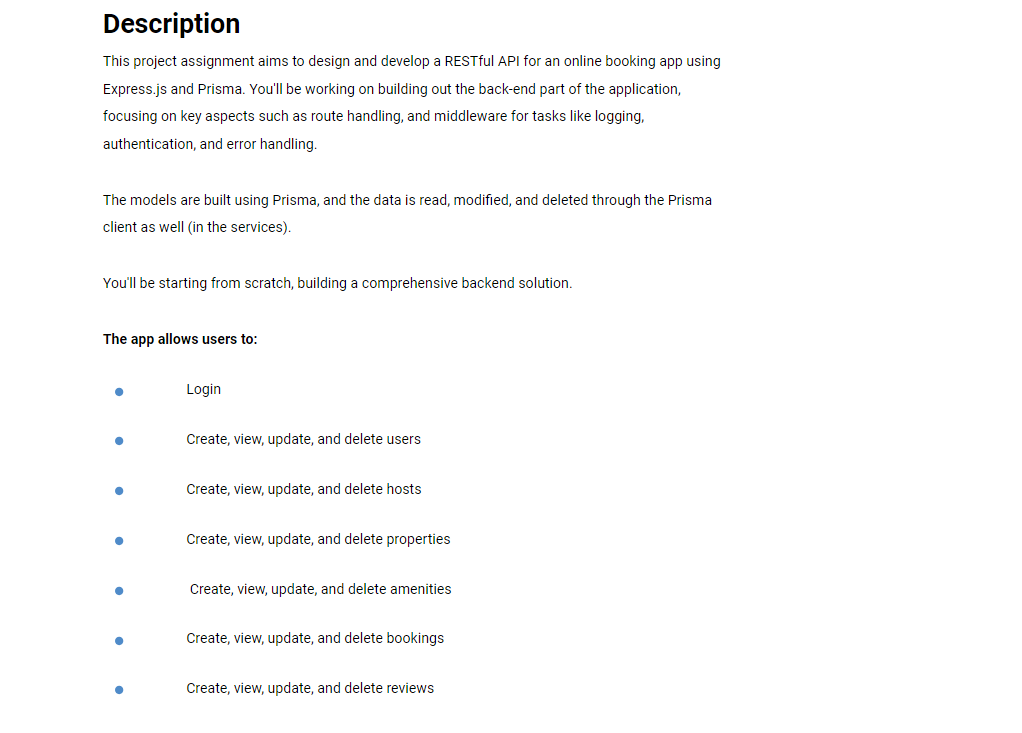 Description
This project assignment aims to design and develop a RESTful API for an online booking app using
Express.js and Prisma. You'll be working on building out the back-end part of the application,
focusing on key aspects such as route handling, and middleware for tasks like logging,
authentication, and error handling.
The models are built using Prisma, and the data is read, modified, and deleted through the Prisma
client as well (in the services).
You'll be starting from scratch, building a comprehensive backend solution.
The app allows users to:
Login
Create, view, update, and delete users
Create, view, update, and delete hosts
Create, view, update, and delete properties
Create, view, update, and delete amenities
Create, view, update, and delete bookings
Create, view, update, and delete reviews